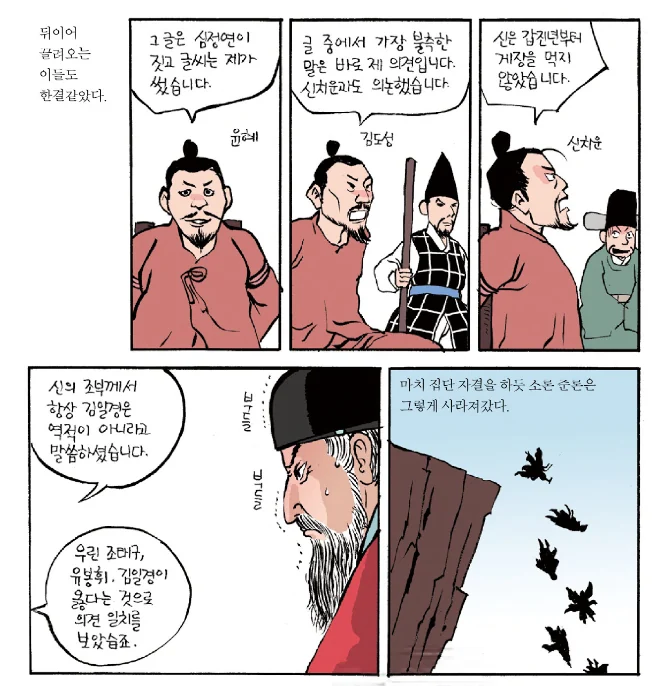 뒤이어
끌려오는
이들도
한결같았다.
그 글은 심정연이
짓고 글씨는 제가
썼습니다.
윤혜
글 중에서 가장 불측한
말은 바로 제 의견입니다.
신치운과도 의논했습니다.
김도성
신은 갑진년부터
게장을 먹지
않았습니다.
신치운
신의 조부께서
항상 김일경은
역적이 아니라고
말씀하셨습니다.
부들
부들
우린 조태구,
유봉휘, 김일경이
옳다는 것으로
의견 일치를
보았습죠.
마치 집단 자결을 하듯 소론 준론은
그렇게 사라져갔다.